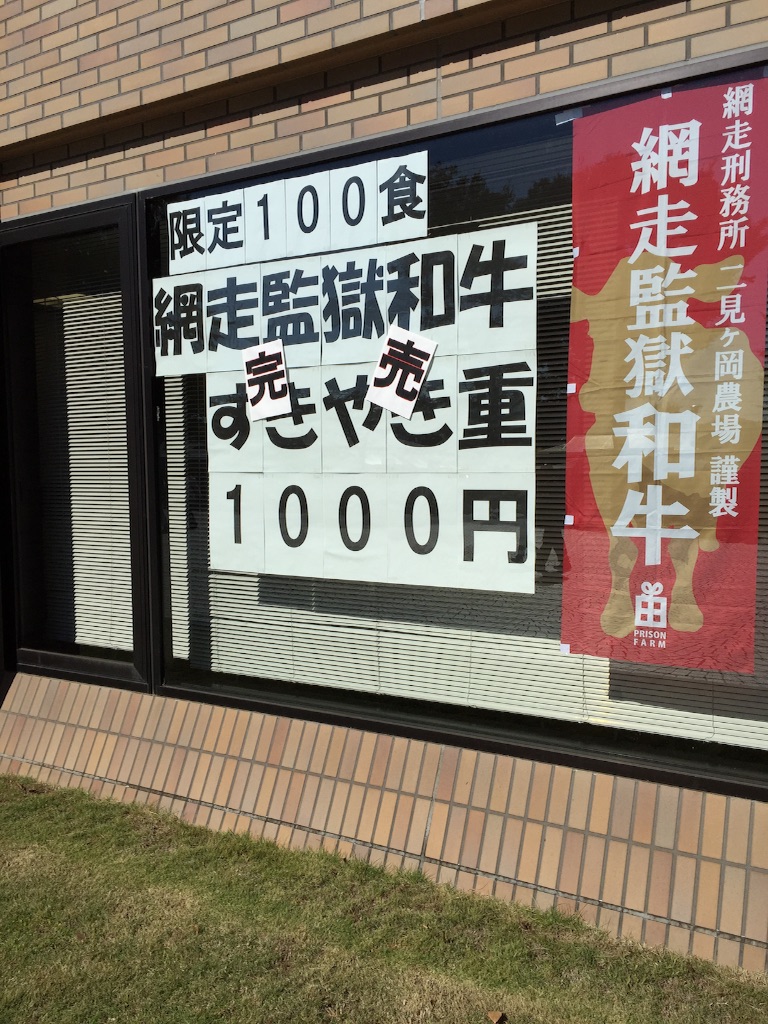 限定100食
網走監獄和牛
完売
すきやき重
1000円
網走刑務所 二見ヶ岡農場 謹製
網走監獄和牛
PRISON
FARM